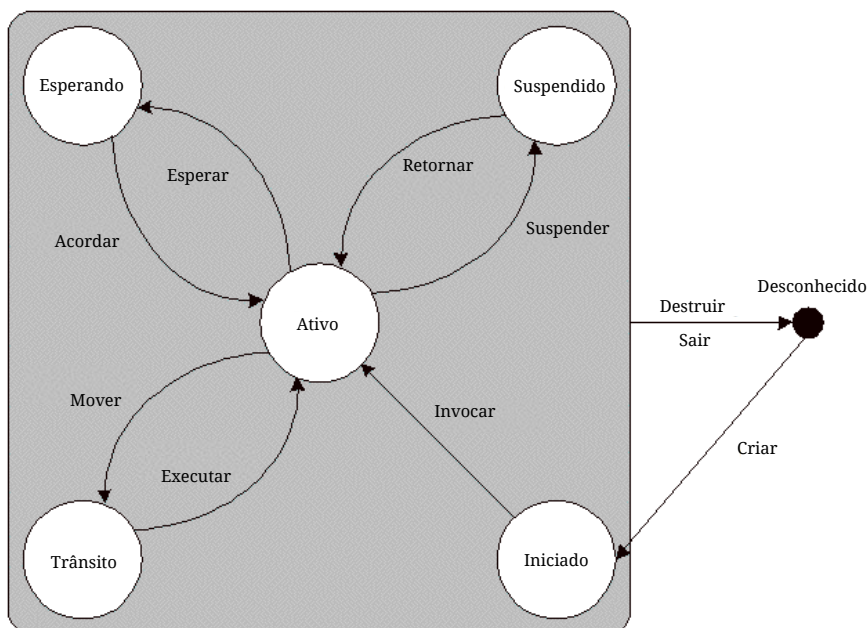 Esperando
Suspendido
Esperar
Retornar
Acordar
Suspender
Desconhecido
Destruir
Ativo
Sair
Mover
Invocar
Criar
Executar
Trânsito
Iniciado